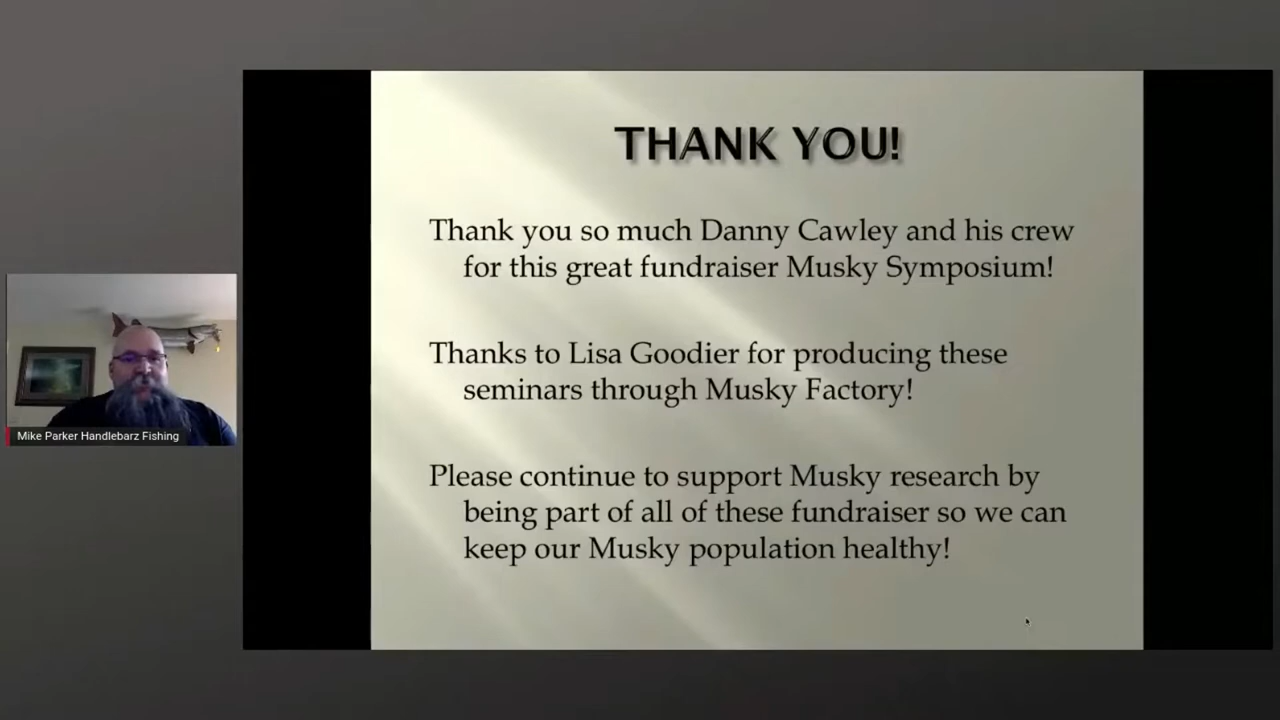 THANK YOU!
Thank you so much Danny Cawley and his crew
for this great fundraiser Musky Symposium!
Thanks to Lisa Goodier for producing these
seminars through Musky Factory!
Please continue to support Musky research by
being part of all of these fundraiser so we can
keep our Musky population healthy!
Mike Parker Handlebarz Fishing